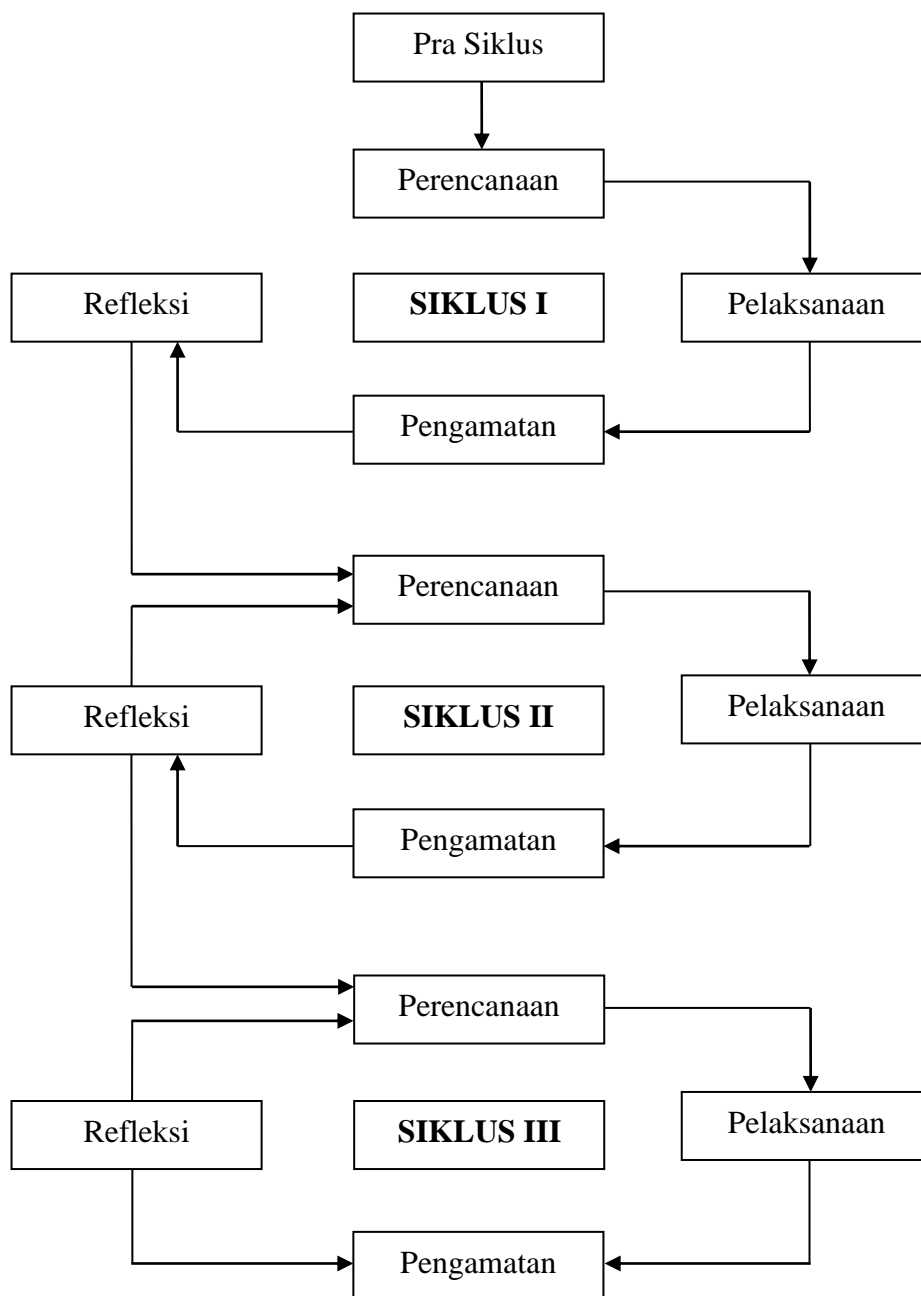 Pra Siklus
Perencanaan
Refleksi
SIKLUS I
Pelaksanaan
Pengamatan
Perencanaan
Refleksi
SIKLUS II
Pelaksanaan
Pengamatan
Perencanaan
Refleksi
SIKLUS III
Pelaksanaan
Pengamatan